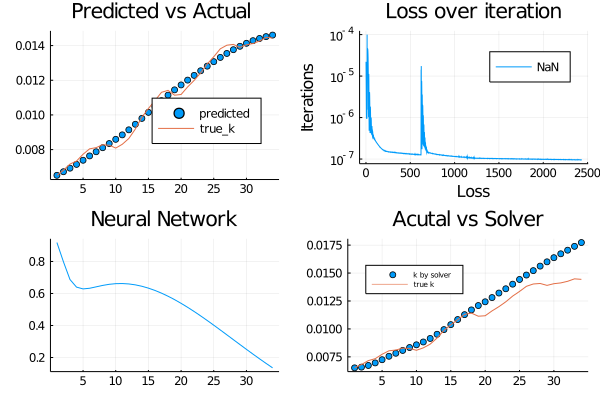 Predicted vs Actual
0.014
0.012
0.010
0.008
predicted
true_k
5 10 15 20 25 30
Loss over iteration
10⁻⁴
10⁻⁵
10⁻⁶
10⁻⁷
Iterations
NaN
0 500 1000 1500 2000 2500
Loss
Neural Network
0.8
0.6
0.4
0.2
5 10 15 20 25 30
Acutal vs Solver
0.0175
0.0150
0.0125
0.0100
0.0075
k by solver
true k
5 10 15 20 25 30